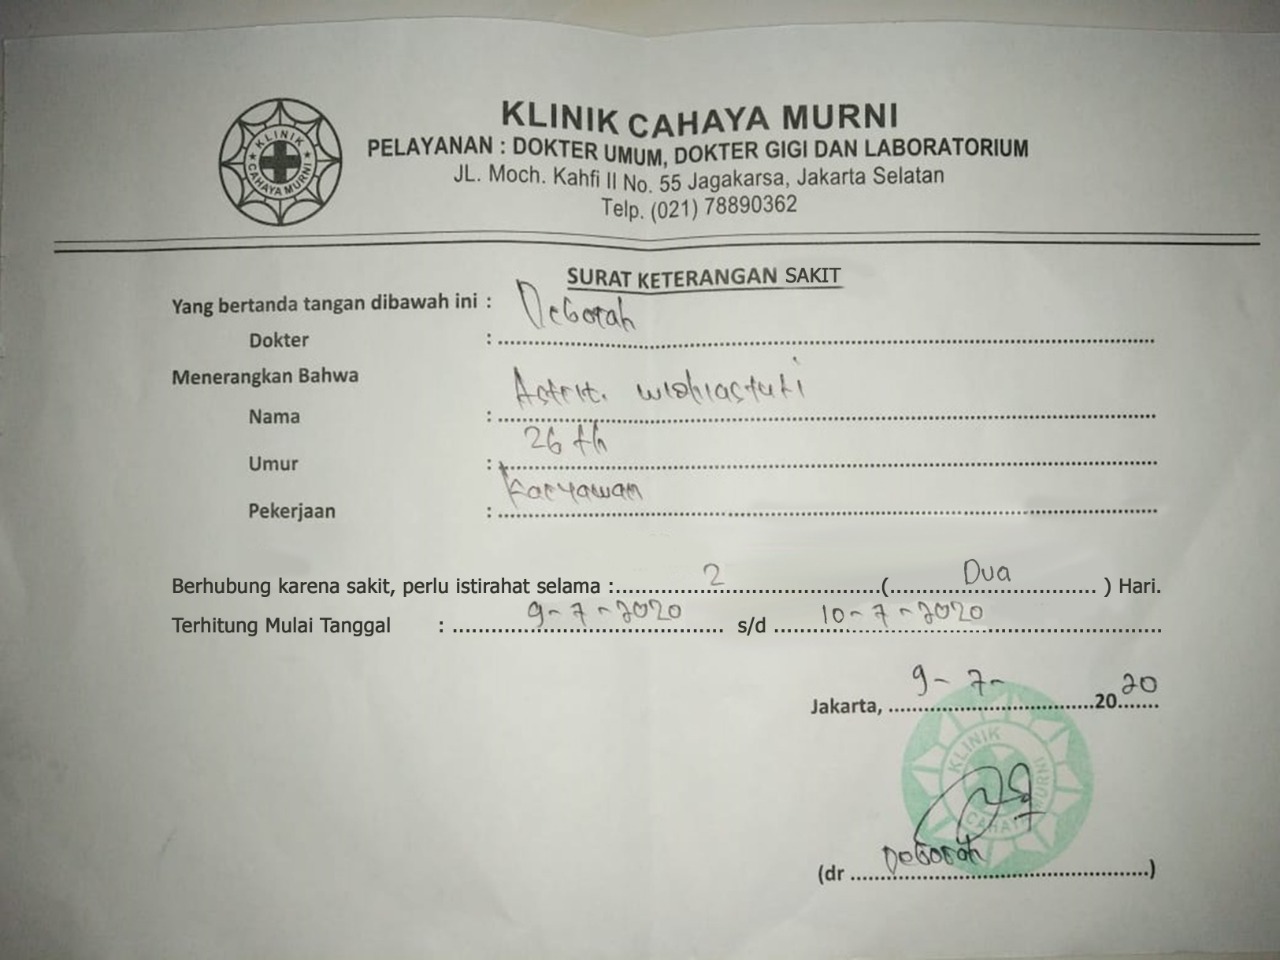 KLINIK CAHAYA MURNI
KLINIK CAHAYA MURNI
PELAYANAN : DOKTER UMUM, DOKTER GIGI DAN LABORATORIUM
JL. Moch. Kahfi II No. 55 Jagakarsa, Jakarta Selatan
Telp. (021) 78890362
SURAT KETERANGAN SAKIT
Yang bertanda tangan dibawah ini :
Dokter : Deborah
Menerangkan Bahwa
Nama : Astrit. widiastuti
Umur : 26 th
Pekerjaan : Karyawan
Berhubung karena sakit, perlu istirahat selama : 2 ( Dua ) Hari.
Terhitung Mulai Tanggal : 9-7-2020 s/d 10-7-2020
Jakarta, 9-7-2020
KLINIK CAHAYA MURNI
(dr Deborah )